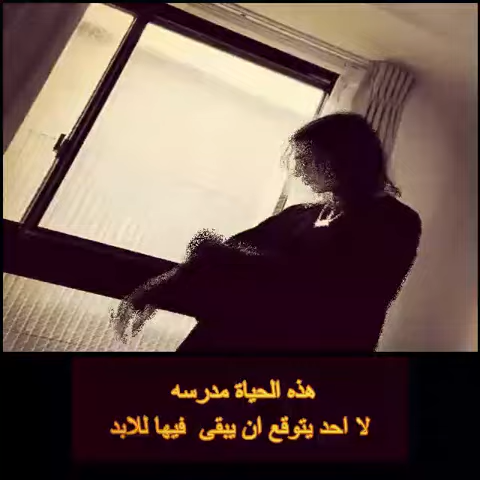 هذه الحياة مدرسه
لا احد يتوقع ان يبقى فيها للابد